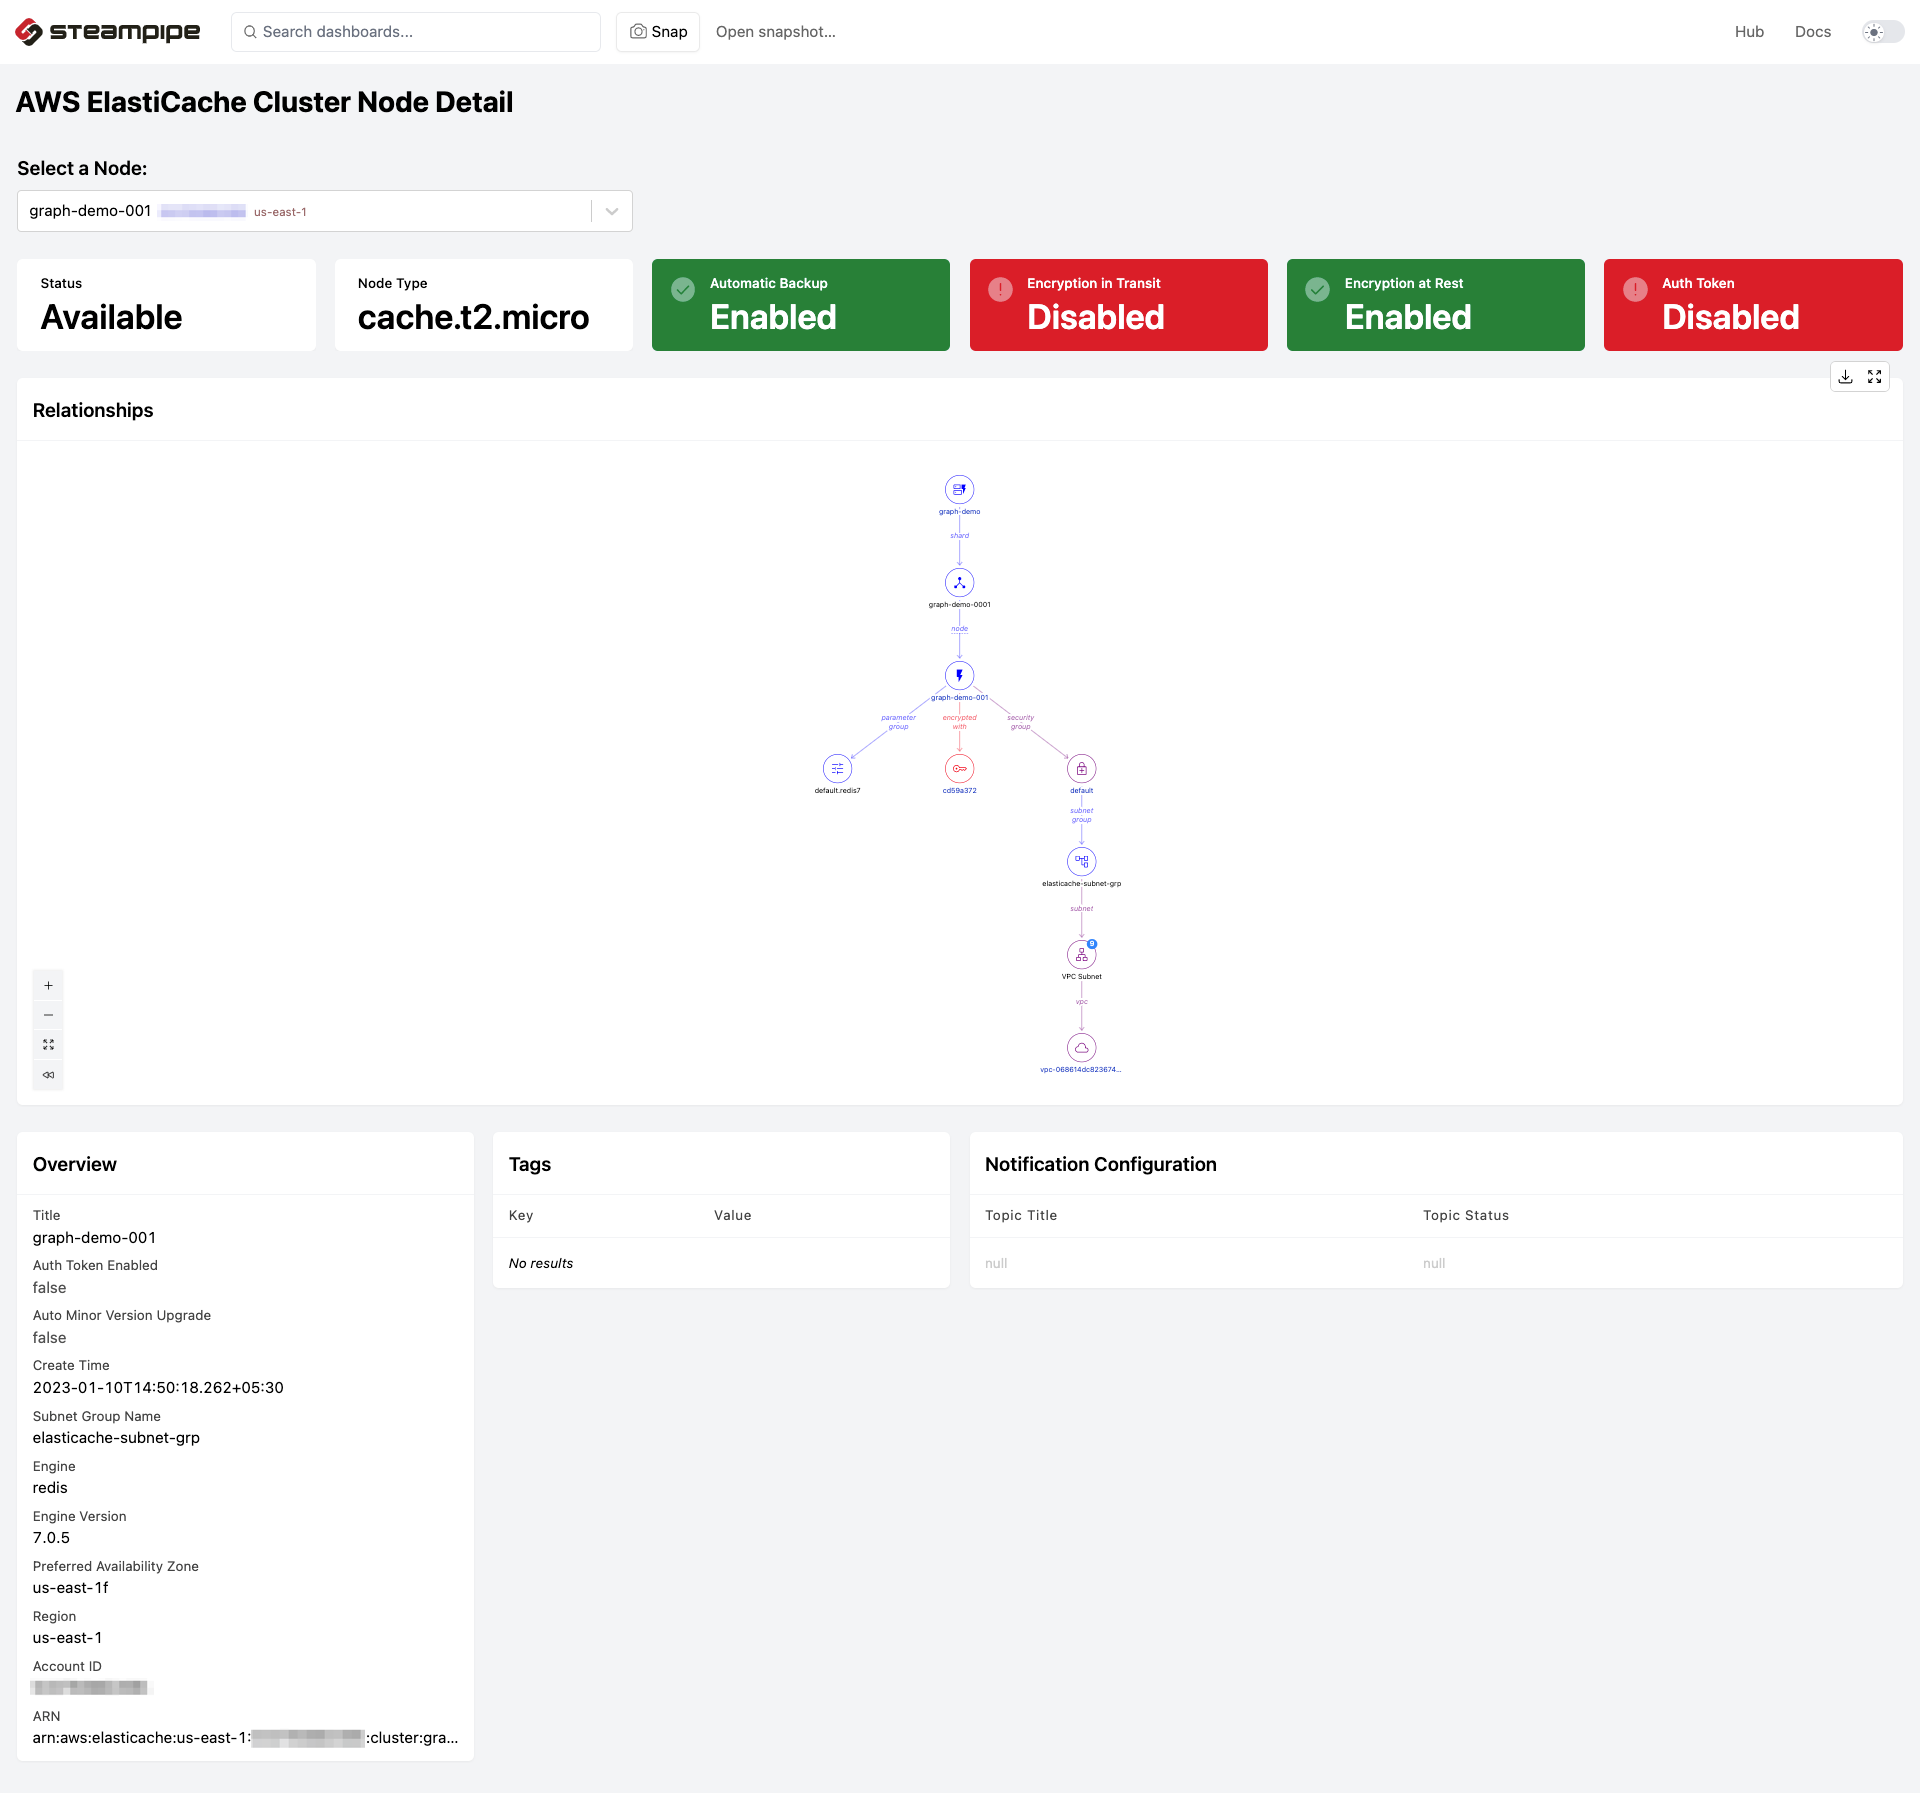 steampipe
Search dashboards...
Snap
Open snapshot...
Hub
Docs
AWS ElastiCache Cluster Node Detail
Select a Node:
graph-demo-001 us-east-1
Status
Available
Node Type
cache.t2.micro
Automatic Backup
Enabled
Encryption in Transit
Disabled
Encryption at Rest
Enabled
Auth Token
Disabled
Relationships
graph-demo
shard
graph-demo-0001
node
graph-demo-001
parameter
group
encrypted
with
security
group
default.redis7
cd59a372
default
subnet
group
elasticache-subnet-grp
subnet
9
VPC Subnet
vpc
vpc-068614dc823674...
Overview
Title
graph-demo-001
Auth Token Enabled
false
Auto Minor Version Upgrade
false
Create Time
2023-01-10T14:50:18.262+05:30
Subnet Group Name
elasticache-subnet-grp
Engine
redis
Engine Version
7.0.5
Preferred Availability Zone
us-east-1f
Region
us-east-1
Account ID
ARN
arn:aws:elasticache:us-east-1: :cluster:gra...
Tags
Key Value
No results
Notification Configuration
Topic Title Topic Status
null null